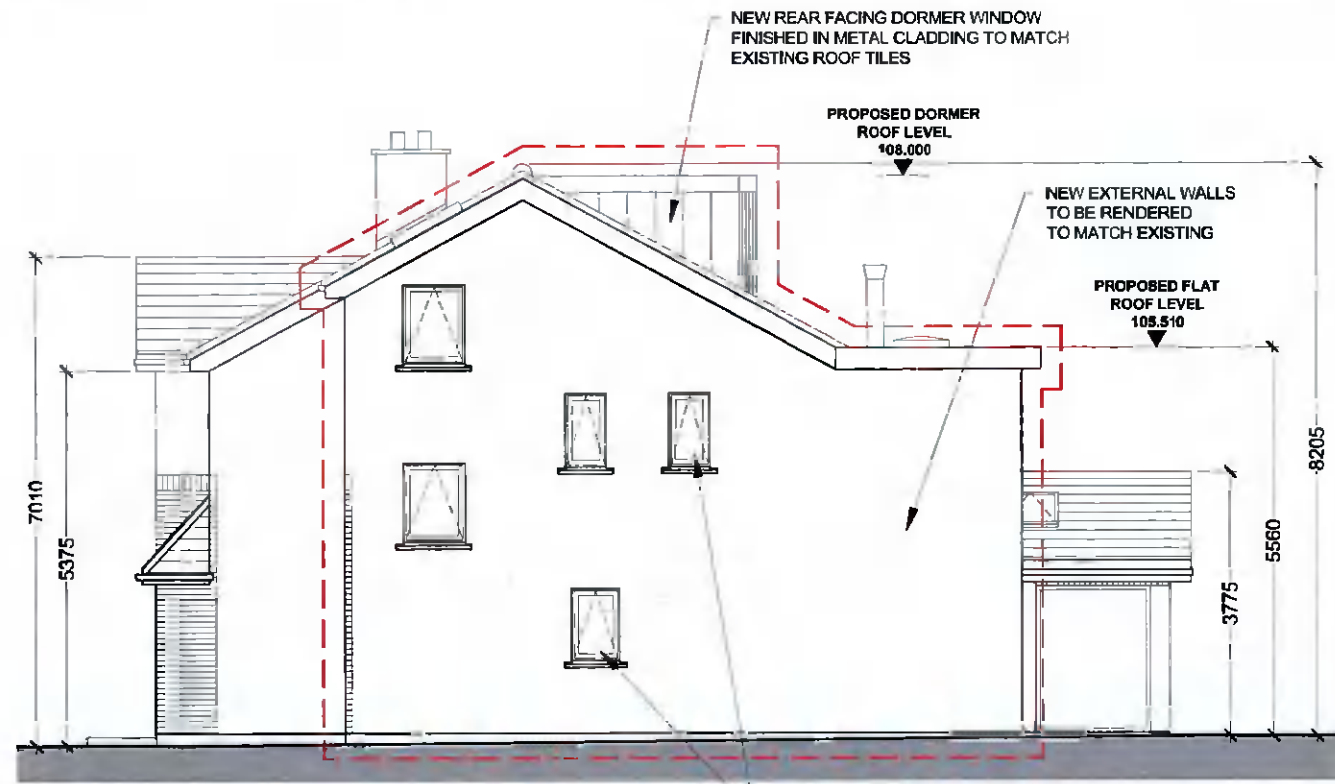 NEW REAR FACING DORMER WINDOW
FINISHED IN METAL CLADDING TO MATCH
EXISTING ROOF TILES
PROPOSED DORMER
ROOF LEVEL
108.000
NEW EXTERNAL WALLS
TO BE RENDERED
TO MATCH EXISTING
PROPOSED FLAT
ROOF LEVEL
105.510
7010
5375
3775
5560
8205